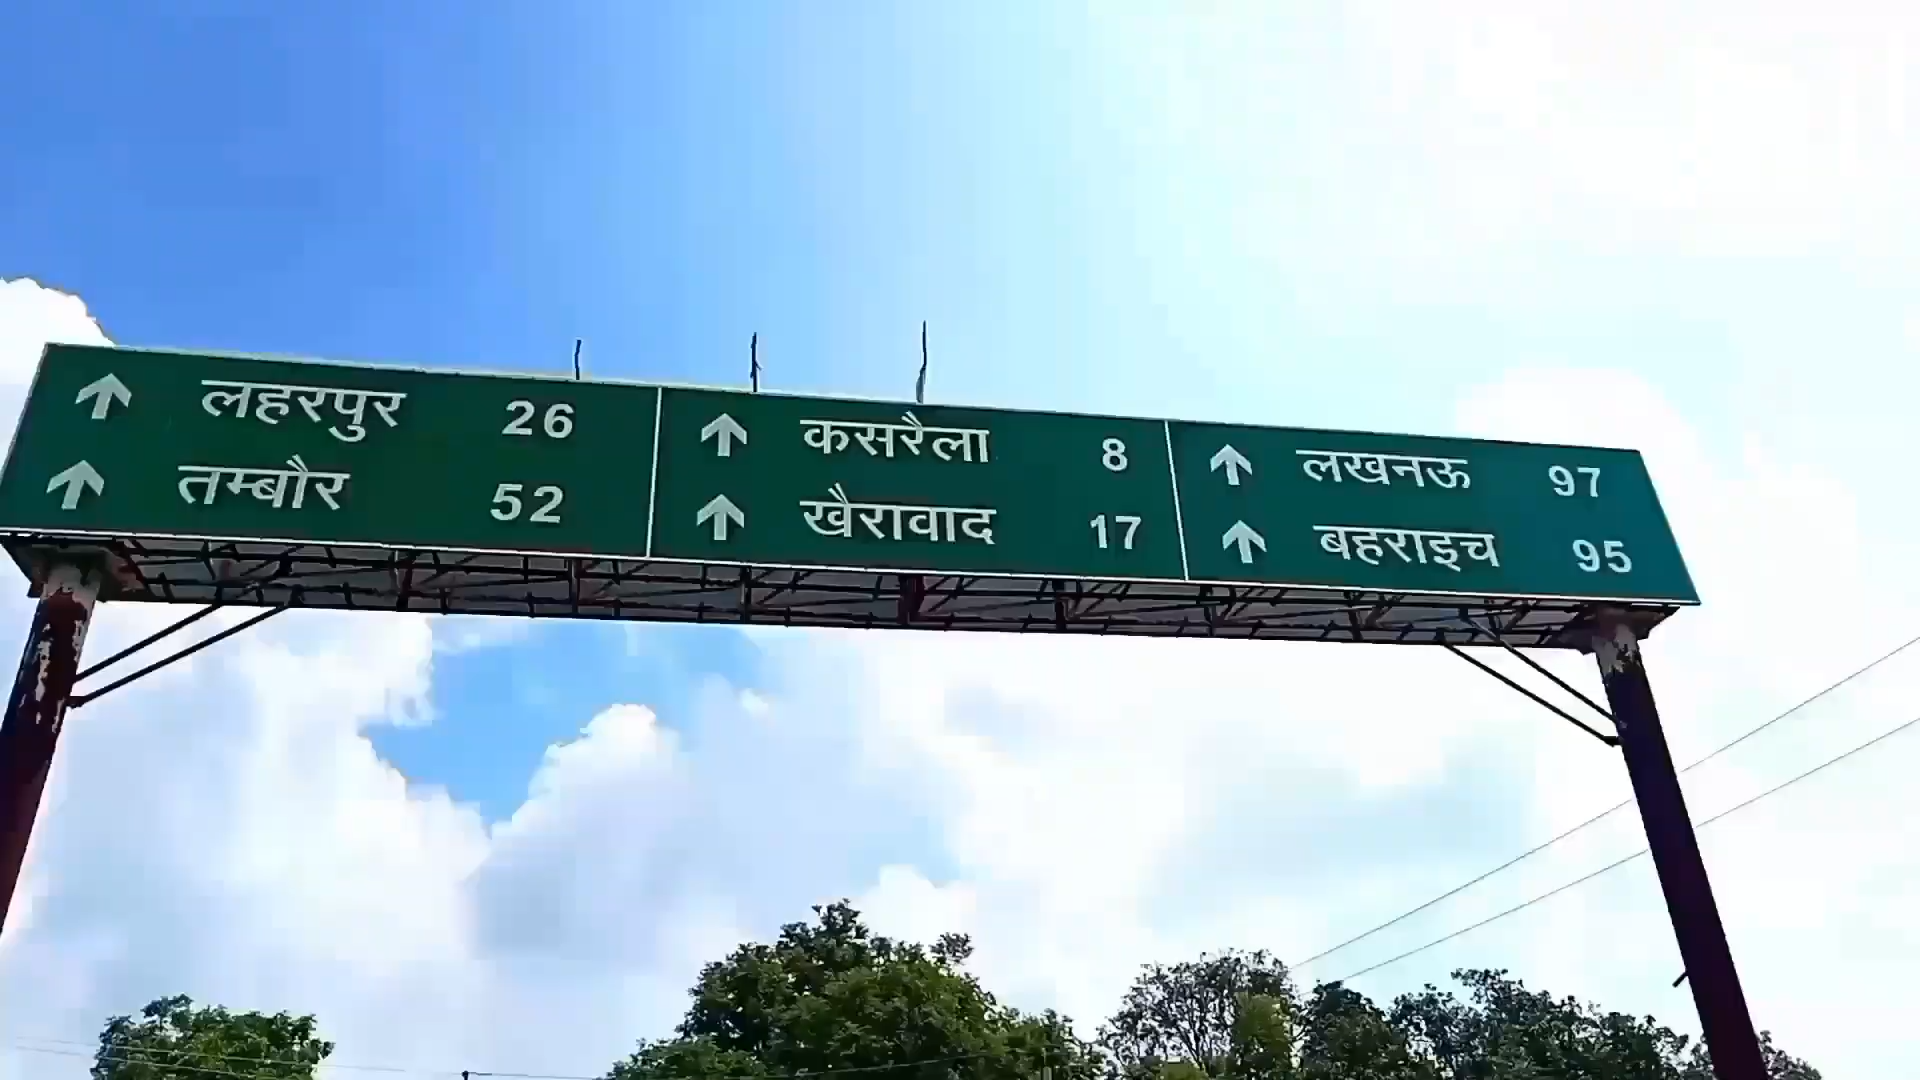 लहरपुर 26
तम्बौर 52
कसरैला 8
खैरावाद 17
लखनऊ 97
बहराइच 95